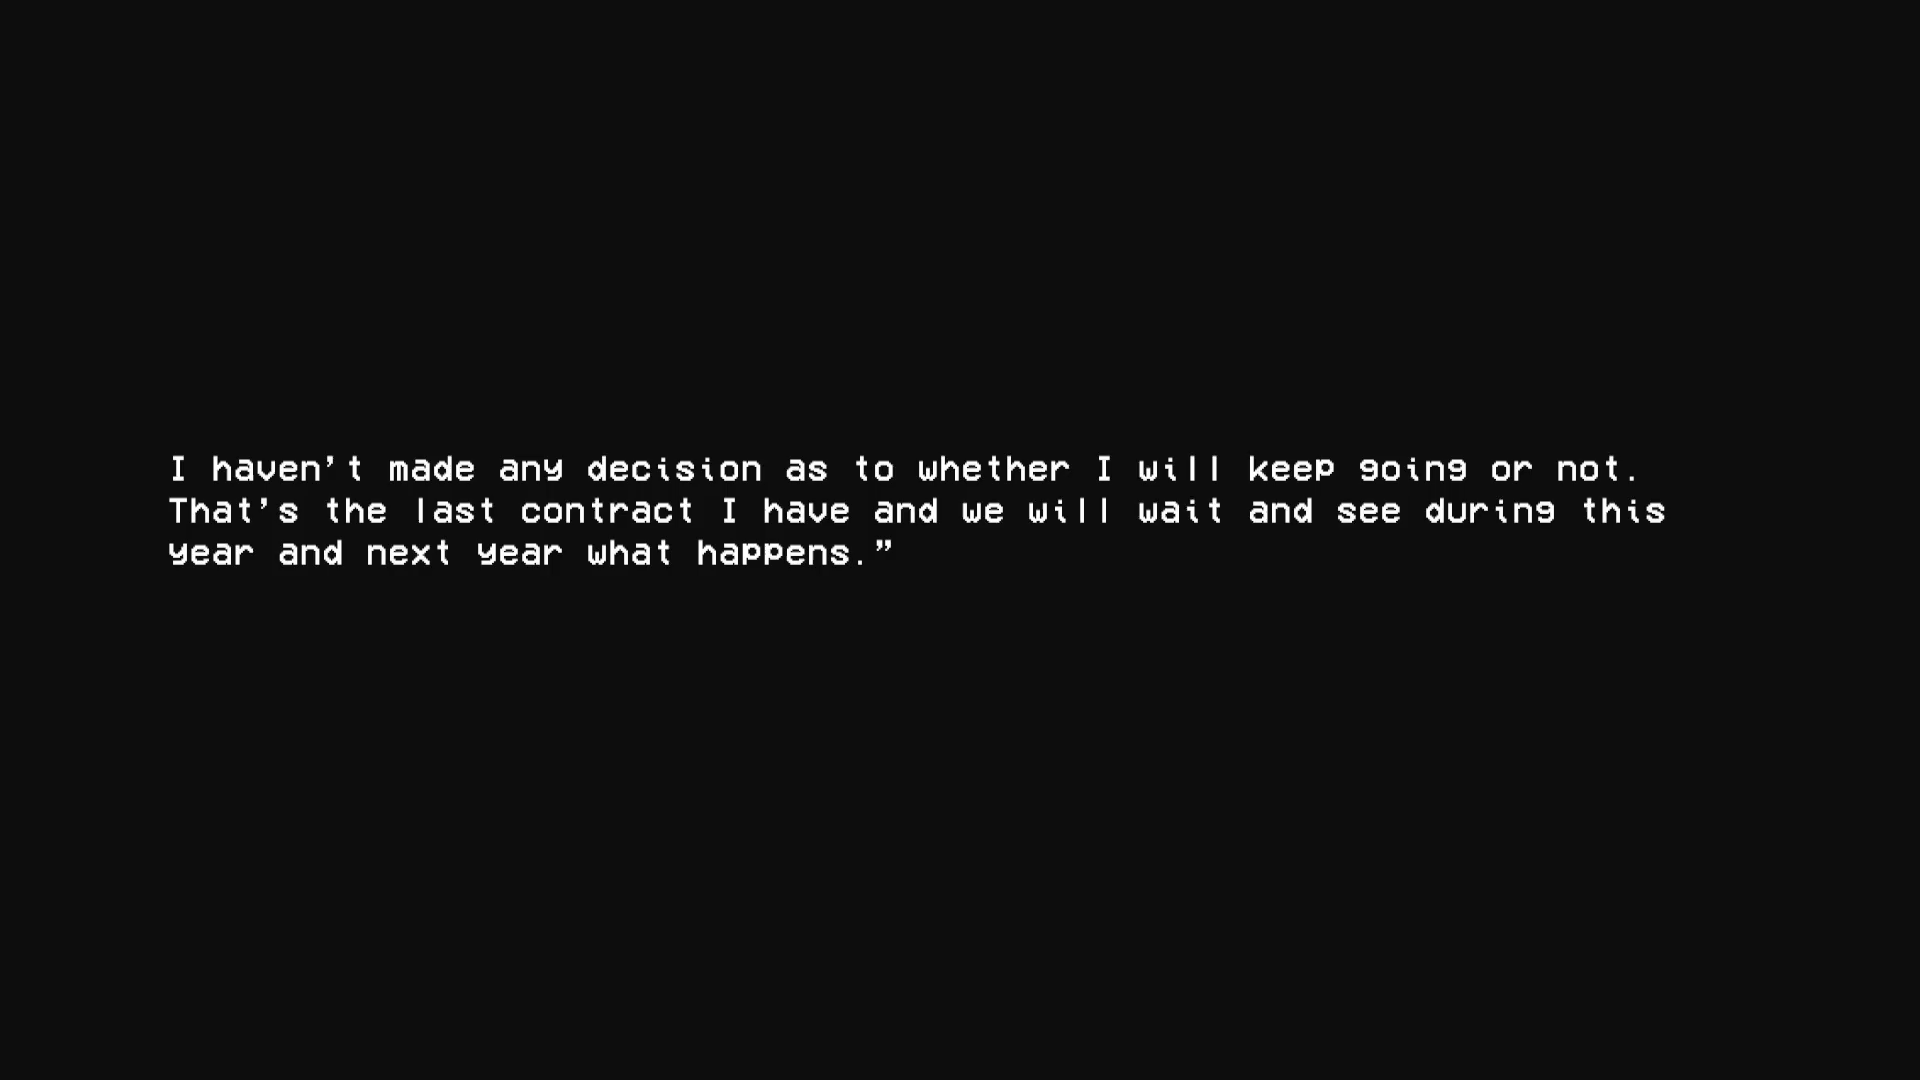 I haven’t made any decision as to whether I will keep going or not.
That’s the last contract I have and we will wait and see during this
year and next year what happens.”